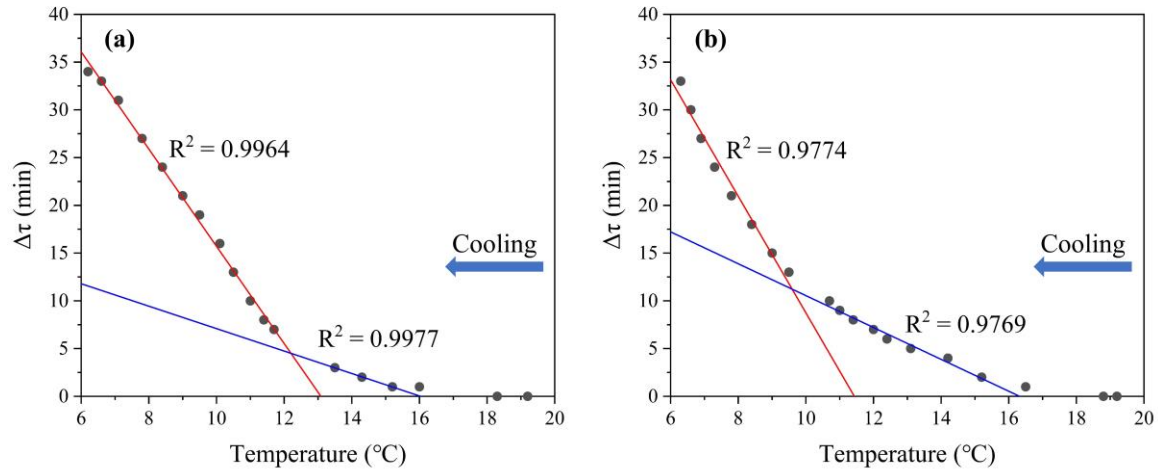 (a)
40
35
30
25
20
15
10
5
0
Δτ (min)
R² = 0.9964
Cooling
R² = 0.9977
6 8 10 12 14 16 18 20
Temperature (℃)
(b)
40
35
30
25
20
15
10
5
0
Δτ (min)
R² = 0.9774
Cooling
R² = 0.9769
6 8 10 12 14 16 18 20
Temperature (℃)